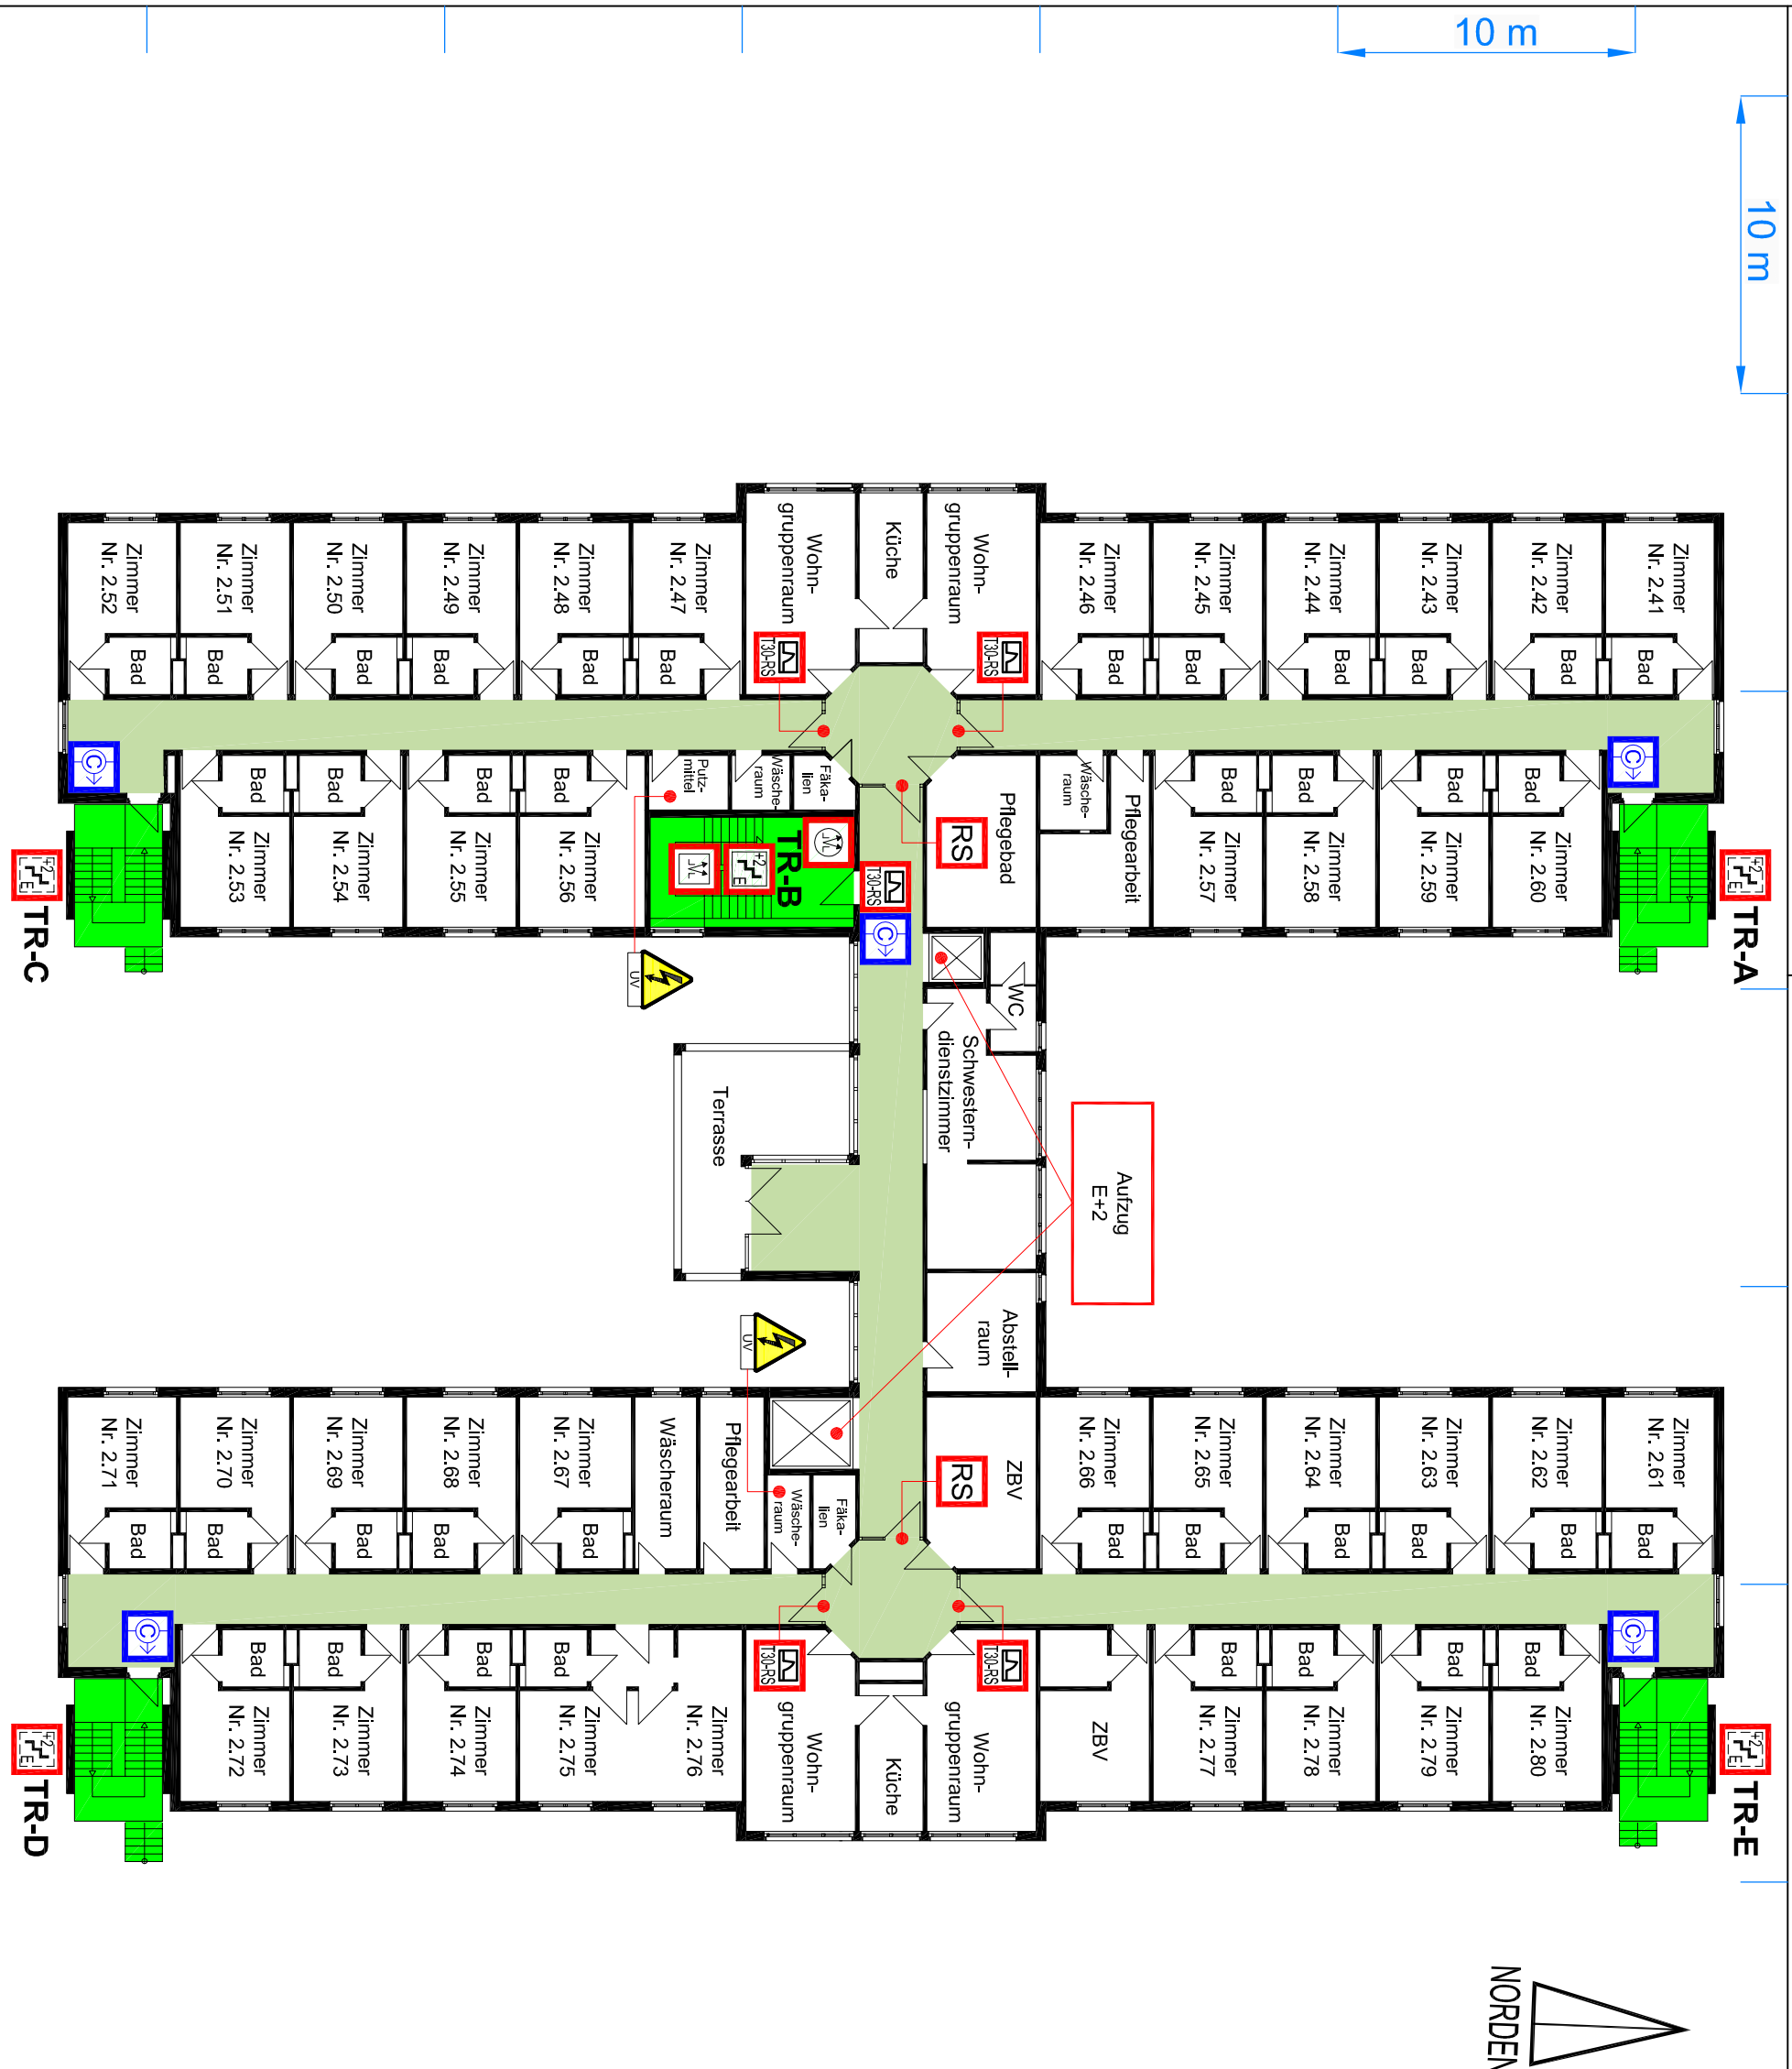 10 m
10 m
Zimmer
Nr. 2.52
Zimmer
Nr. 2.51
Zimmer
Nr. 2.50
Zimmer
Nr. 2.49
Zimmer
Nr. 2.48
Zimmer
Nr. 2.47
Wohn-
gruppenraum
Küche
Wohn-
gruppenraum
Zimmer
Nr. 2.46
Zimmer
Nr. 2.45
Zimmer
Nr. 2.44
Zimmer
Nr. 2.43
Zimmer
Nr. 2.42
Zimmer
Nr. 2.41
Bad
Bad
Bad
Bad
Bad
Bad
T30-RS
T30-RS
Bad
Bad
Bad
Bad
Bad
Bad
C
Bad
Bad
Bad
Bad
Putz-
mittel
Wäsche-
raum
Fäka-
lien
Pflegebad
Wäsche-
raum
Pflegearbeit
Bad
Bad
Bad
Bad
C
+2
E
TR-C
Zimmer
Nr. 2.53
Zimmer
Nr. 2.54
Zimmer
Nr. 2.55
Zimmer
Nr. 2.56
+2
E
TR-B
T30-RS
RS
C
Zimmer
Nr. 2.57
Zimmer
Nr. 2.58
Zimmer
Nr. 2.59
Zimmer
Nr. 2.60
+2
E
TR-A
UV
WC
Schwestern-
dienstzimmer
Terrasse
Aufzug
E+2
UV
Abstell-
raum
Zimmer
Nr. 2.71
Zimmer
Nr. 2.70
Zimmer
Nr. 2.69
Zimmer
Nr. 2.68
Zimmer
Nr. 2.67
Wäscheraum
Pflegearbeit
Wäsche-
raum
Fäka-
lien
RS
ZBV
Zimmer
Nr. 2.66
Zimmer
Nr. 2.65
Zimmer
Nr. 2.64
Zimmer
Nr. 2.63
Zimmer
Nr. 2.62
Zimmer
Nr. 2.61
Bad
Bad
Bad
Bad
Bad
Bad
Bad
Bad
Bad
Bad
Bad
C
Bad
Bad
Bad
Bad
T30-RS
T30-RS
Bad
Bad
Bad
Bad
C
+2
E
TR-D
Zimmer
Nr. 2.72
Zimmer
Nr. 2.73
Zimmer
Nr. 2.74
Zimmer
Nr. 2.75
Zimmer
Nr. 2.76
Wohn-
gruppenraum
Küche
Wohn-
gruppenraum
ZBV
Zimmer
Nr. 2.77
Zimmer
Nr. 2.78
Zimmer
Nr. 2.79
Zimmer
Nr. 2.80
+2
E
TR-E
NORDEN